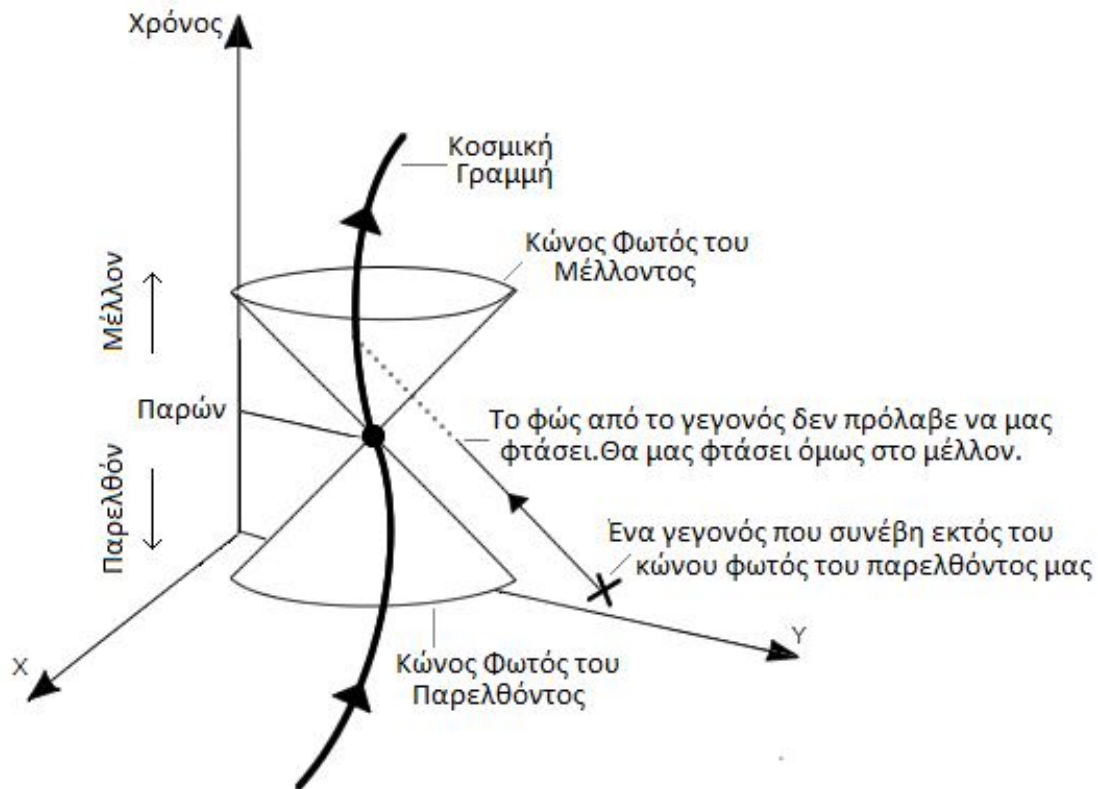 Χρόνος
Κοσμική
Γραμμή
Κώνος Φωτός του
Μέλλοντος
Μέλλον
Παρών
Παρελθόν
Το φώς από το γεγονός δεν πρόλαβε να μας
φτάσει.Θα μας φτάσει όμως στο μέλλον.
Ένα γεγονός που συνέβη εκτός του
κώνου φωτός του παρελθόντος μας
X
Y
Κώνος Φωτός του
Παρελθόντος